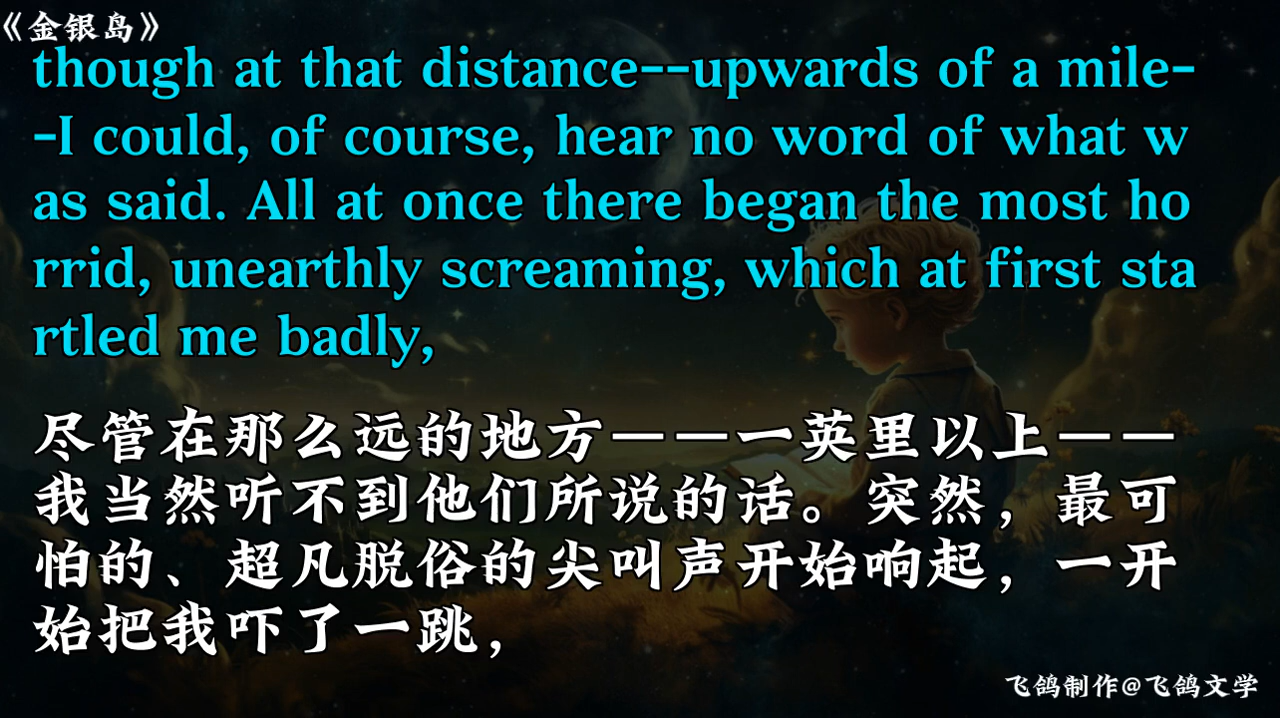 《金银岛》
though at that distance--upwards of a mile-
-I could, of course, hear no word of what w
as said. All at once there began the most ho
rrid, unearthly screaming, which at first sta
rtled me badly,
尽管在那么远的地方——一英里以上——
我当然听不到他们所说的话。突然，最可
怕的、超凡脱俗的尖叫声开始响起，一开
始把我吓了一跳，
飞鸽制作@飞鸽文学